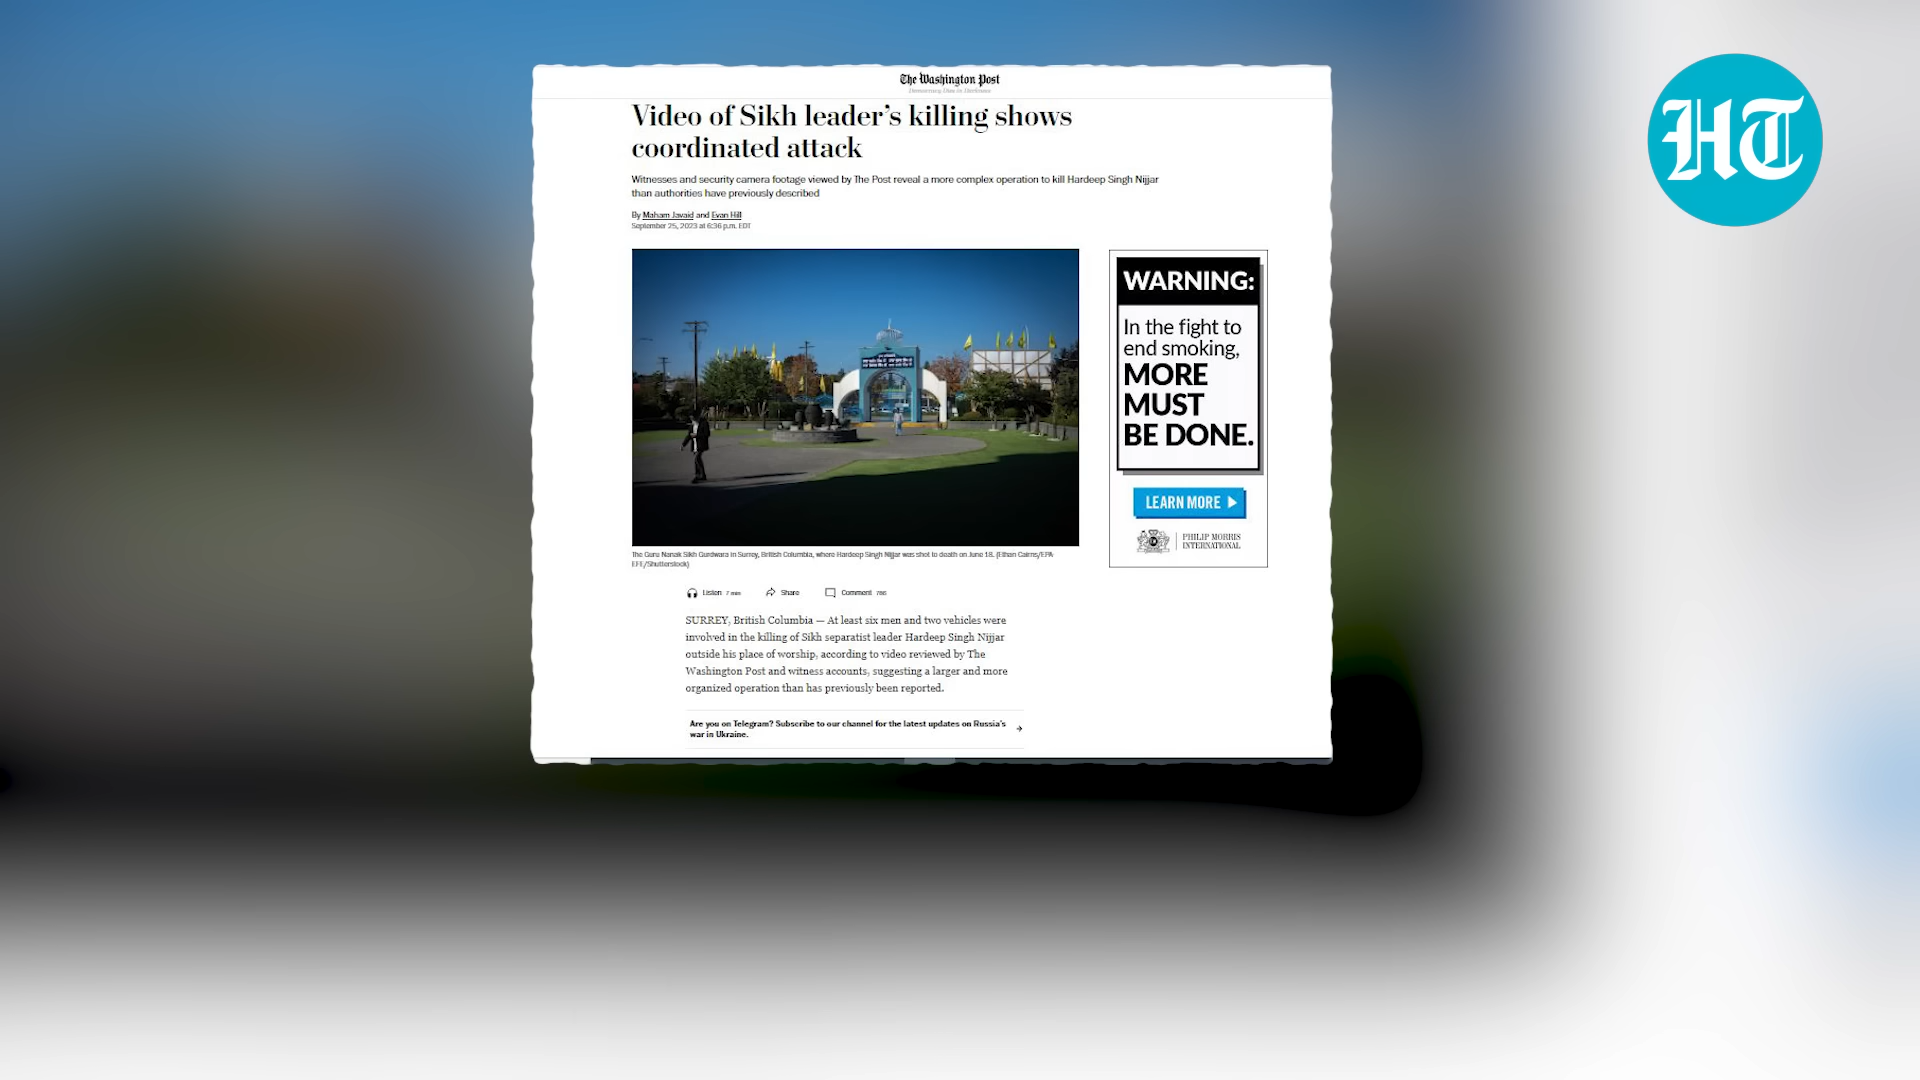 The Washington Post
Democracy Dies in Darkness
HT
Video of Sikh leader's killing shows
coordinated attack
Witnesses and security camera footage viewed by The Post reveal a more complex operation to kill Hardeep Singh Nijjar
than authorities have previously described
By Maham Javaid and Evan Hill
September 25, 2023 at 6:36 p.m. EDT
WARNING:
In the fight to
end smoking,
MORE
MUST
BE DONE.
LEARN MORE
PHILIP MORRIS
INTERNATIONAL
The Guru Nanak Sikh Gurdwara in Surrey, British Columbia, where Hardeep Singh Nijjar was shot to death on June 18. (Ethan Cairns/EPA-
EFE/Shutterstock)
Listen 7 min Share Comment 766
SURREY, British Columbia — At least six men and two vehicles were
involved in the killing of Sikh separatist leader Hardeep Singh Nijjar
outside his place of worship, according to video reviewed by The
Washington Post and witness accounts, suggesting a larger and more
organized operation than has previously been reported.
Are you on Telegram? Subscribe to our channel for the latest updates on Russia's
war in Ukraine.